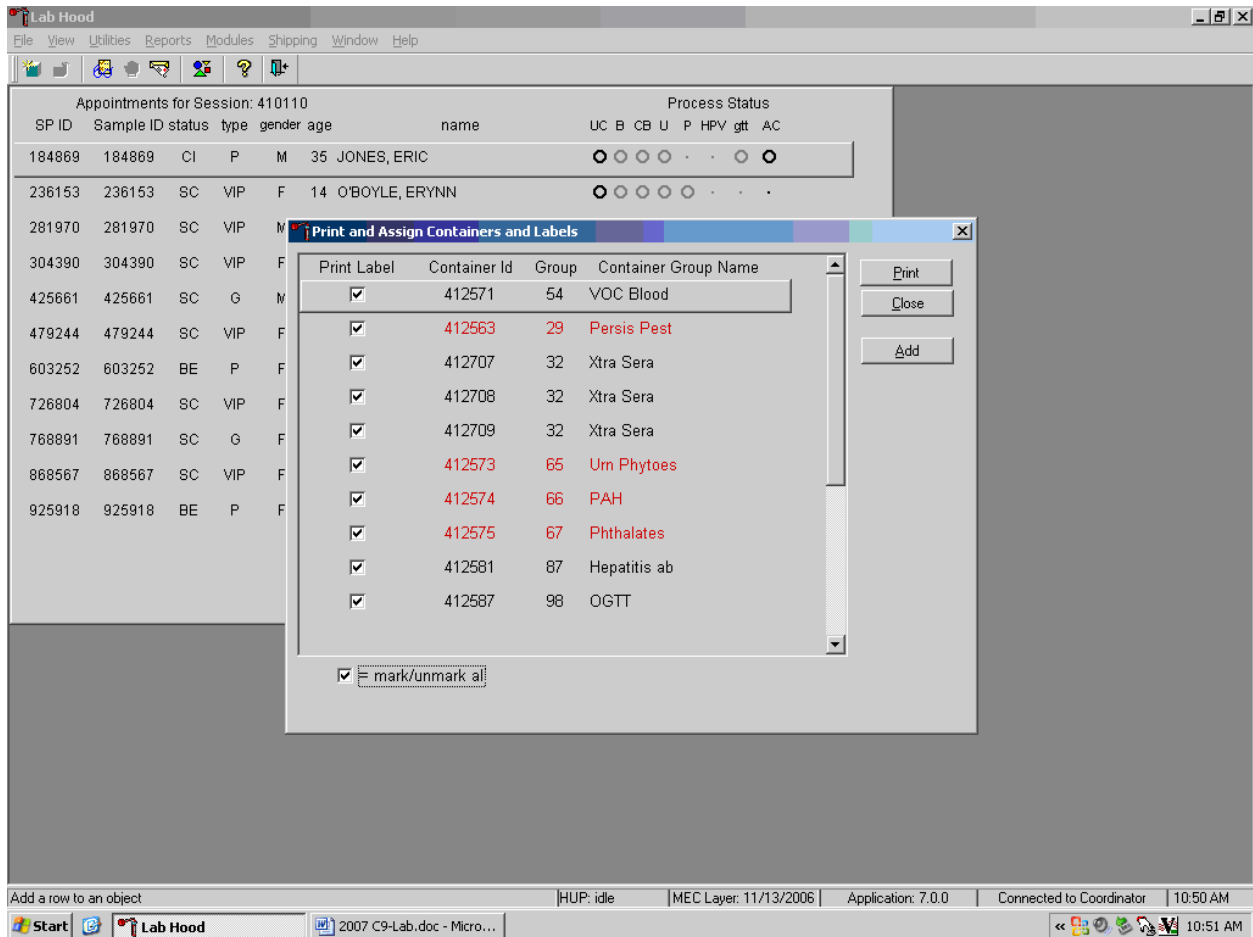 Lab Hood
File View Utilities Reports Modules Shipping Window Help
Appointments for Session: 410110 Process Status
SP ID Sample ID status type gender age name UC B CB U P HPV gtt AC
184869 184869 CI P M 35 JONES, ERIC
236153 236153 SC VIP F 14 O'BOYLE, ERYNN
281970 281970 SC VIP M
304390 304390 SC VIP F
425661 425661 SC G M
479244 479244 SC VIP F
603252 603252 BE P F
726804 726804 SC VIP F
768891 768891 SC G F
868567 868567 SC VIP F
925918 925918 BE P F
Print and Assign Containers and Labels
Print Label Container Id Group Container Group Name
412571 54 VOC Blood
412563 29 Persis Pest
412707 32 Xtra Sera
412708 32 Xtra Sera
412709 32 Xtra Sera
412573 65 Urn Phytoes
412574 66 PAH
412575 67 Phthalates
412581 87 Hepatitis ab
412587 98 OGTT
= mark/unmark al
Print
Close
Add
Add a row to an object HUP: idle MEC Layer: 11/13/2006 Application: 7.0.0 Connected to Coordinator 10:50 AM
Start Lab Hood 2007 C9-Lab.doc - Micro... 10:51 AM